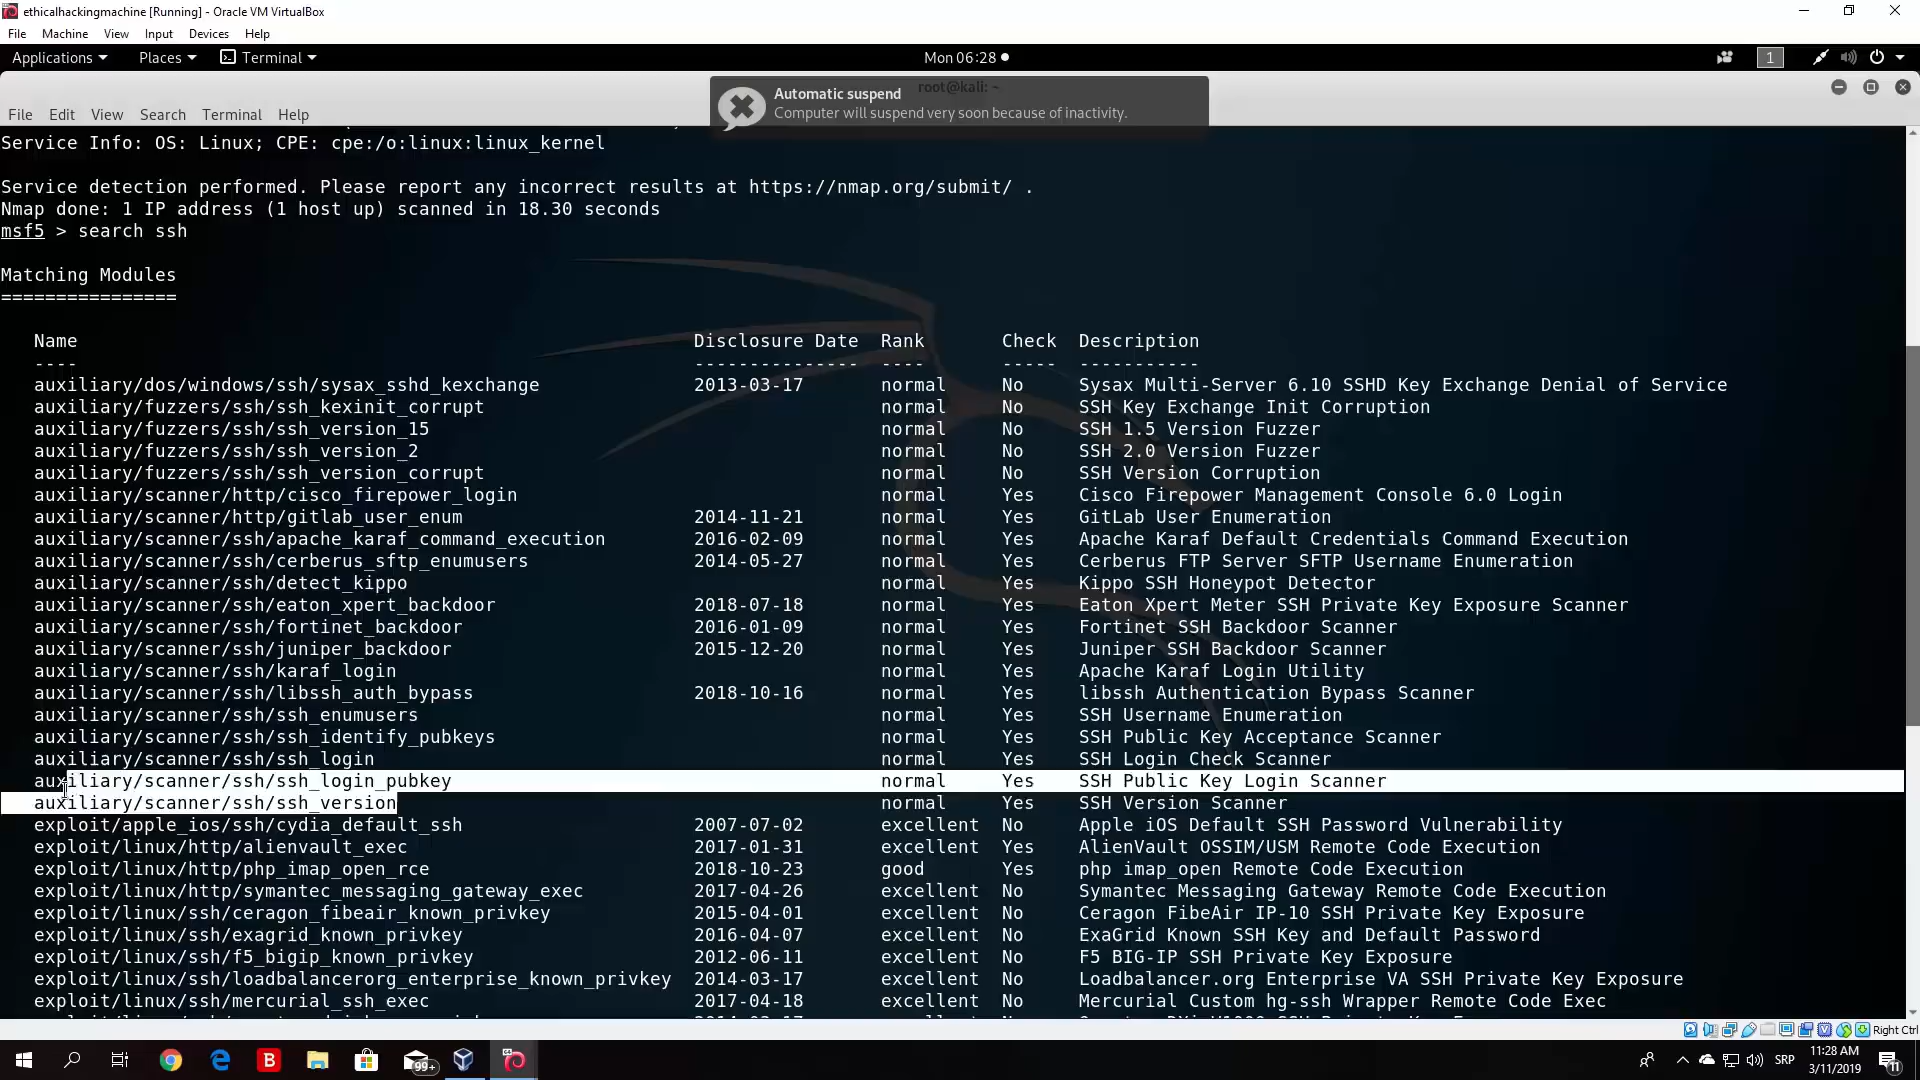 ethicalhackingmachine [Running] - Oracle VM VirtualBox
File Machine View Input Devices Help
Applications Places Terminal Mon 06:28 1
root@kali: ~
Automatic suspend
Computer will suspend very soon because of inactivity.
File Edit View Search Terminal Help
Service Info: OS: Linux; CPE: cpe:/o:linux:linux_kernel
Service detection performed. Please report any incorrect results at https://nmap.org/submit/ .
Nmap done: 1 IP address (1 host up) scanned in 18.30 seconds
msf5 > search ssh
Matching Modules
================
Name Disclosure Date Rank Check Description
---- --------------- ---- ----- -----------
auxiliary/dos/windows/ssh/sysax_sshd_kexchange 2013-03-17 normal No Sysax Multi-Server 6.10 SSHD Key Exchange Denial of Service
auxiliary/fuzzers/ssh/ssh_kexinit_corrupt normal No SSH Key Exchange Init Corruption
auxiliary/fuzzers/ssh/ssh_version_15 normal No SSH 1.5 Version Fuzzer
auxiliary/fuzzers/ssh/ssh_version_2 normal No SSH 2.0 Version Fuzzer
auxiliary/fuzzers/ssh/ssh_version_corrupt normal No SSH Version Corruption
auxiliary/scanner/http/cisco_firepower_login normal Yes Cisco Firepower Management Console 6.0 Login
auxiliary/scanner/http/gitlab_user_enum 2014-11-21 normal Yes GitLab User Enumeration
auxiliary/scanner/ssh/apache_karaf_command_execution 2016-02-09 normal Yes Apache Karaf Default Credentials Command Execution
auxiliary/scanner/ssh/cerberus_sftp_enumusers 2014-05-27 normal Yes Cerberus FTP Server SFTP Username Enumeration
auxiliary/scanner/ssh/detect_kippo normal Yes Kippo SSH Honeypot Detector
auxiliary/scanner/ssh/eaton_xpert_backdoor 2018-07-18 normal Yes Eaton Xpert Meter SSH Private Key Exposure Scanner
auxiliary/scanner/ssh/fortinet_backdoor 2016-01-09 normal Yes Fortinet SSH Backdoor Scanner
auxiliary/scanner/ssh/juniper_backdoor 2015-12-20 normal Yes Juniper SSH Backdoor Scanner
auxiliary/scanner/ssh/karaf_login normal Yes Apache Karaf Login Utility
auxiliary/scanner/ssh/libssh_auth_bypass 2018-10-16 normal Yes libssh Authentication Bypass Scanner
auxiliary/scanner/ssh/ssh_enumusers normal Yes SSH Username Enumeration
auxiliary/scanner/ssh/ssh_identify_pubkeys normal Yes SSH Public Key Acceptance Scanner
auxiliary/scanner/ssh/ssh_login normal Yes SSH Login Check Scanner
auxiliary/scanner/ssh/ssh_login_pubkey normal Yes SSH Public Key Login Scanner
auxiliary/scanner/ssh/ssh_version normal Yes SSH Version Scanner
exploit/apple_ios/ssh/cydia_default_ssh 2007-07-02 excellent No Apple iOS Default SSH Password Vulnerability
exploit/linux/http/alienvault_exec 2017-01-31 excellent Yes AlienVault OSSIM/USM Remote Code Execution
exploit/linux/http/php_imap_open_rce 2018-10-23 good Yes php imap_open Remote Code Execution
exploit/linux/http/symantec_messaging_gateway_exec 2017-04-26 excellent No Symantec Messaging Gateway Remote Code Execution
exploit/linux/ssh/ceragon_fibeair_known_privkey 2015-04-01 excellent No Ceragon FibeAir IP-10 SSH Private Key Exposure
exploit/linux/ssh/exagrid_known_privkey 2016-04-07 excellent No ExaGrid Known SSH Key and Default Password
exploit/linux/ssh/f5_bigip_known_privkey 2012-06-11 excellent No F5 BIG-IP SSH Private Key Exposure
exploit/linux/ssh/loadbalancerorg_enterprise_known_privkey 2014-03-17 excellent No Loadbalancer.org Enterprise VA SSH Private Key Exposure
exploit/linux/ssh/mercurial_ssh_exec 2017-04-18 excellent No Mercurial Custom hg-ssh Wrapper Remote Code Exec
Right Ctrl
99+ SRP 11:28 AM
3/11/2019 11